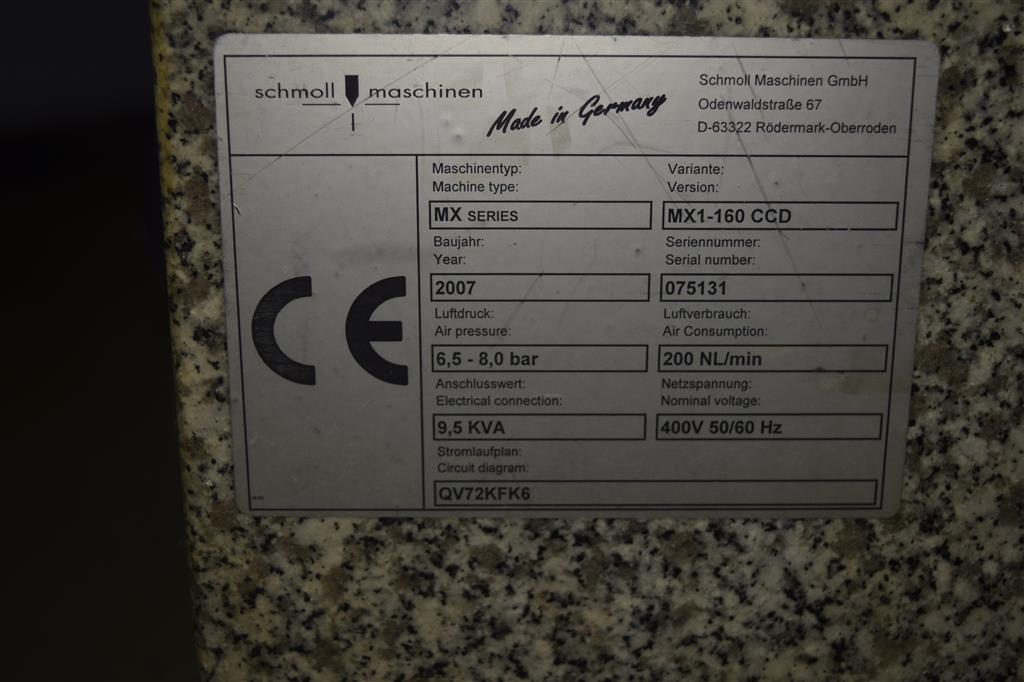 schmoll maschinen
Made in Germany
Schmoll Maschinen GmbH
Odenwaldstraße 67
D-63322 Rödermark-Oberroden
CE
Maschinentyp:
Machine type:
MX SERIES
Variante:
Version:
MX1-160 CCD
Baujahr:
Year:
2007
Seriennummer:
Serial number:
075131
Luftdruck:
Air pressure:
6,5 - 8,0 bar
Luftverbrauch:
Air Consumption:
200 NL/min
Anschlusswert:
Electrical connection:
9,5 KVA
Netzspannung:
Nominal voltage:
400V 50/60 Hz
Stromlaufplan:
Circuit diagram:
QV72KFK6